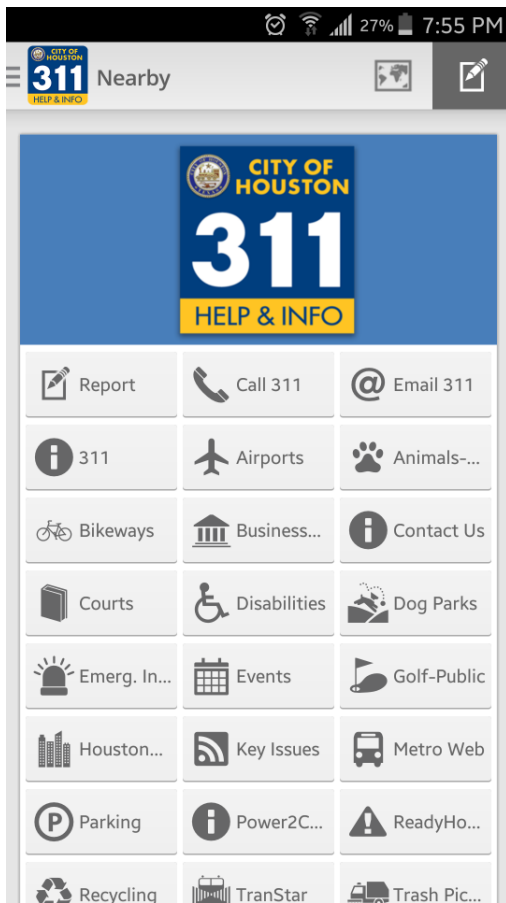 27% 7:55 PM
CITY OF HOUSTON
311
HELP & INFO
Nearby
CITY OF
HOUSTON
311
HELP & INFO
Report
Call 311
@ Email 311
311
Airports
Animals-...
Bikeways
Business...
Contact Us
Courts
Disabilities
Dog Parks
Emerg. In...
Events
Golf-Public
Houston...
Key Issues
Metro Web
P Parking
Power2C...
ReadyHo...
Recycling
TranStar
Trash Pic...